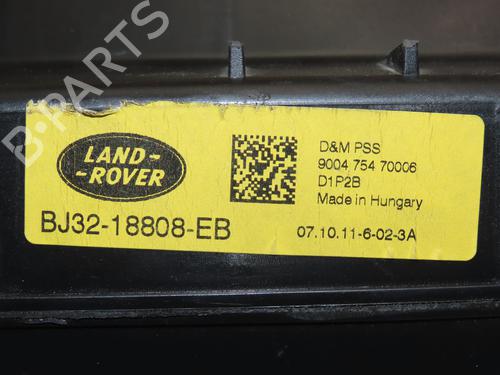 B-PARTS
LAND-
-ROVER
BJ32-18808-EB
D&M PSS
9004 754 70006
D1P2B
Made in Hungary
07.10.11-6-02-3A